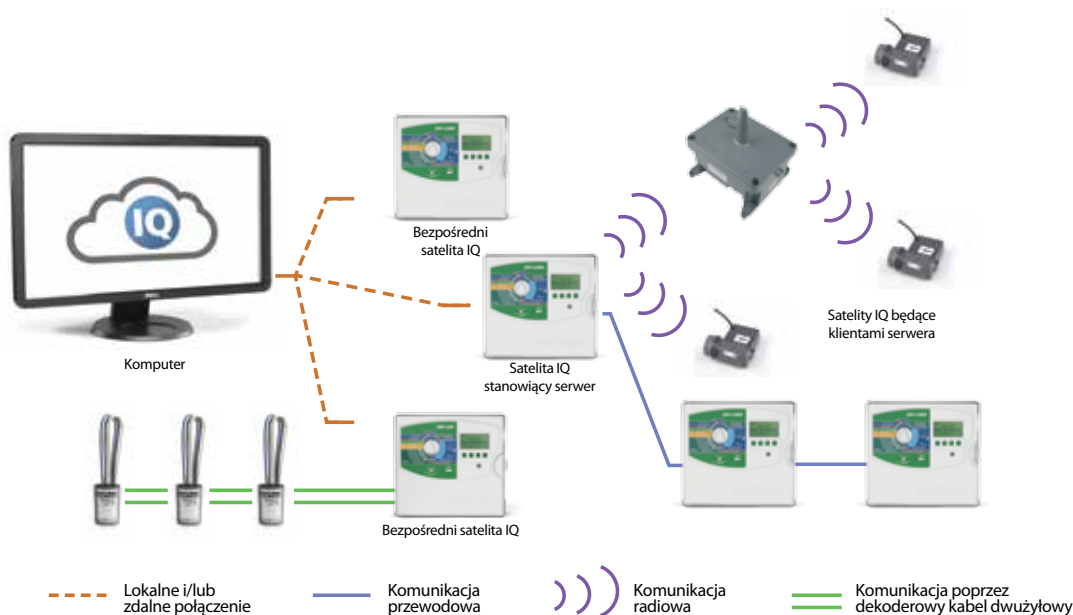 IQ
Bezpośredni
satelita IQ
Komputer
Satelita IQ
stanowiący serwer
Satelity IQ będące
klientami serwera
Bezpośredni satelita IQ
Lokalne i/lub
zdalne połączenie
Komunikacja
przewodowa
Komunikacja
radiowa
Komunikacja poprzez
dekoderowy kabel dwużyłowy